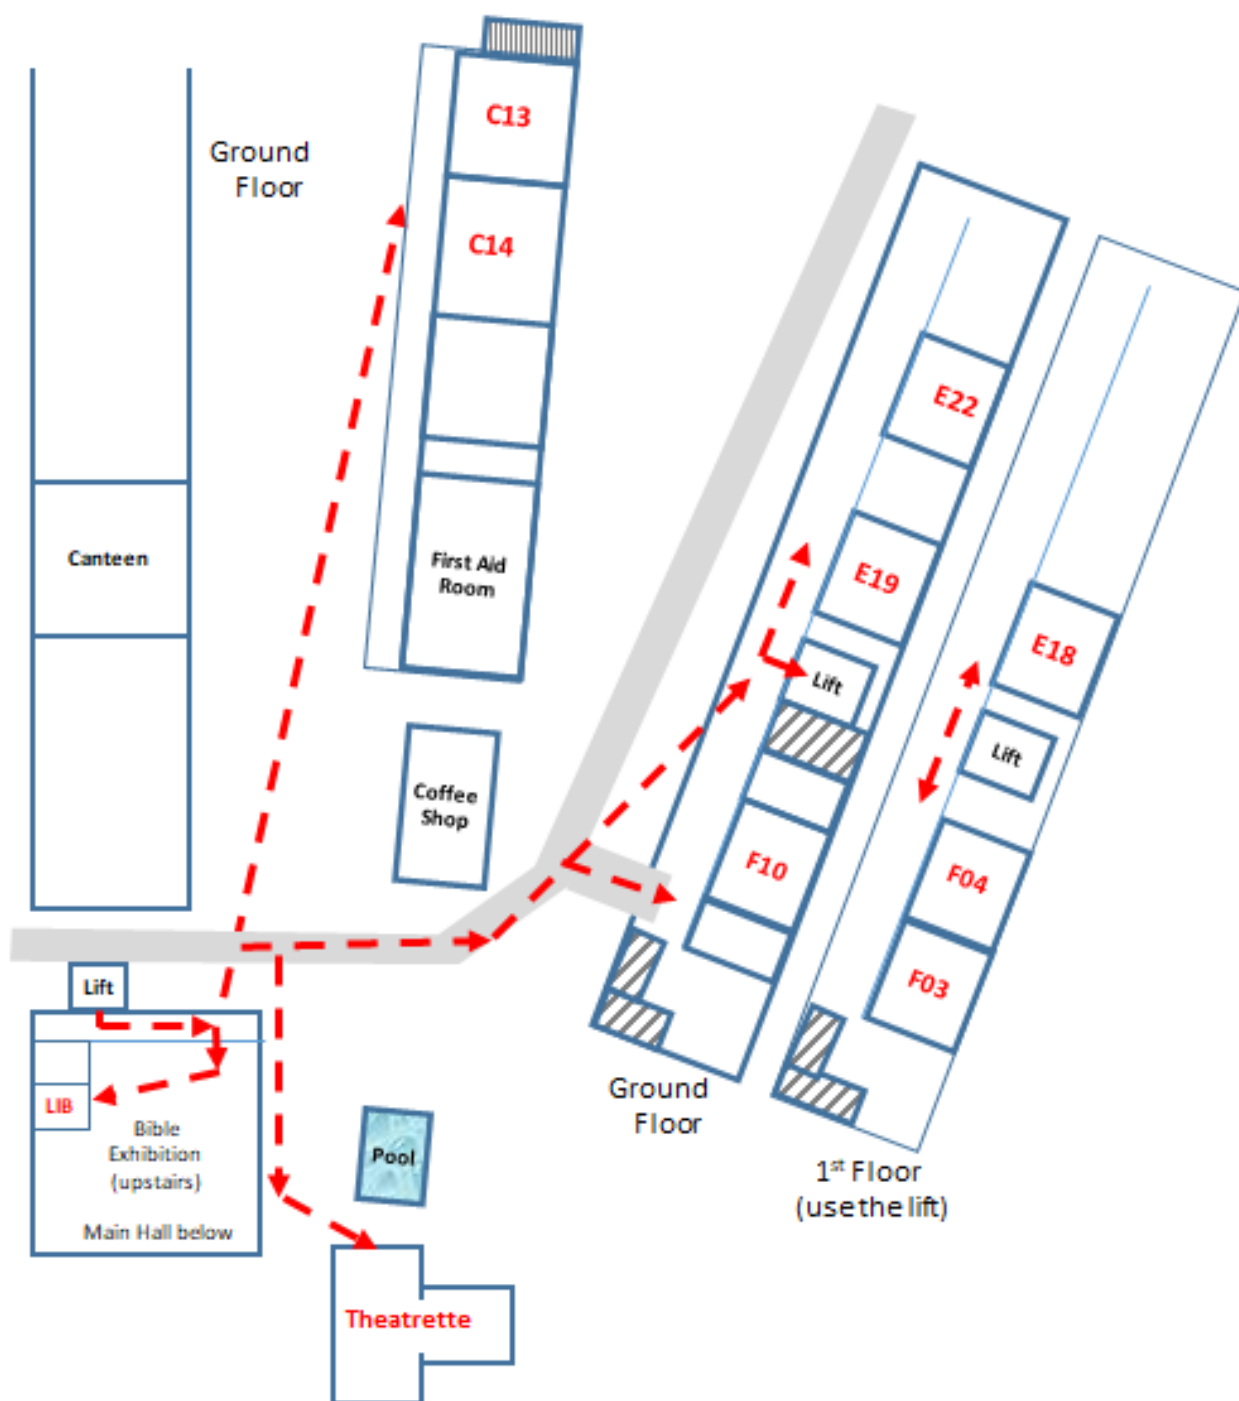 C13
Ground
Floor
C14
E22
Canteen
First Aid
Room
E19
E18
Lift
Lift
Coffee
Shop
F10
F04
F03
Lift
LIB
Bible
Exhibition
(upstairs)
Main Hall below
Pool
Ground
Floor
1st Floor
(use the lift)
Theatrette